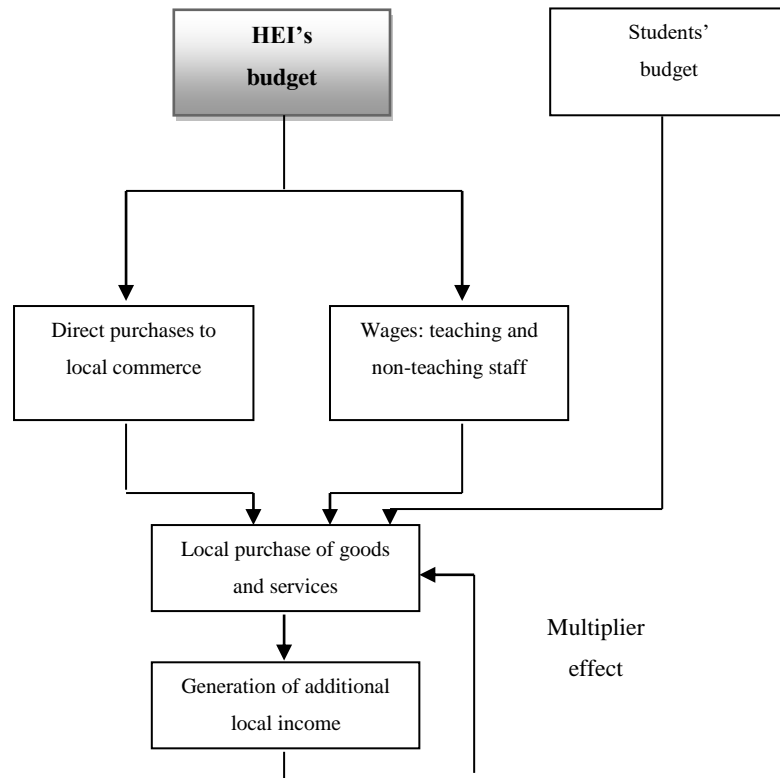 HEI's
budget
Students'
budget
Direct purchases to
local commerce
Wages: teaching and
non-teaching staff
Local purchase of goods
and services
Multiplier
effect
Generation of additional
local income